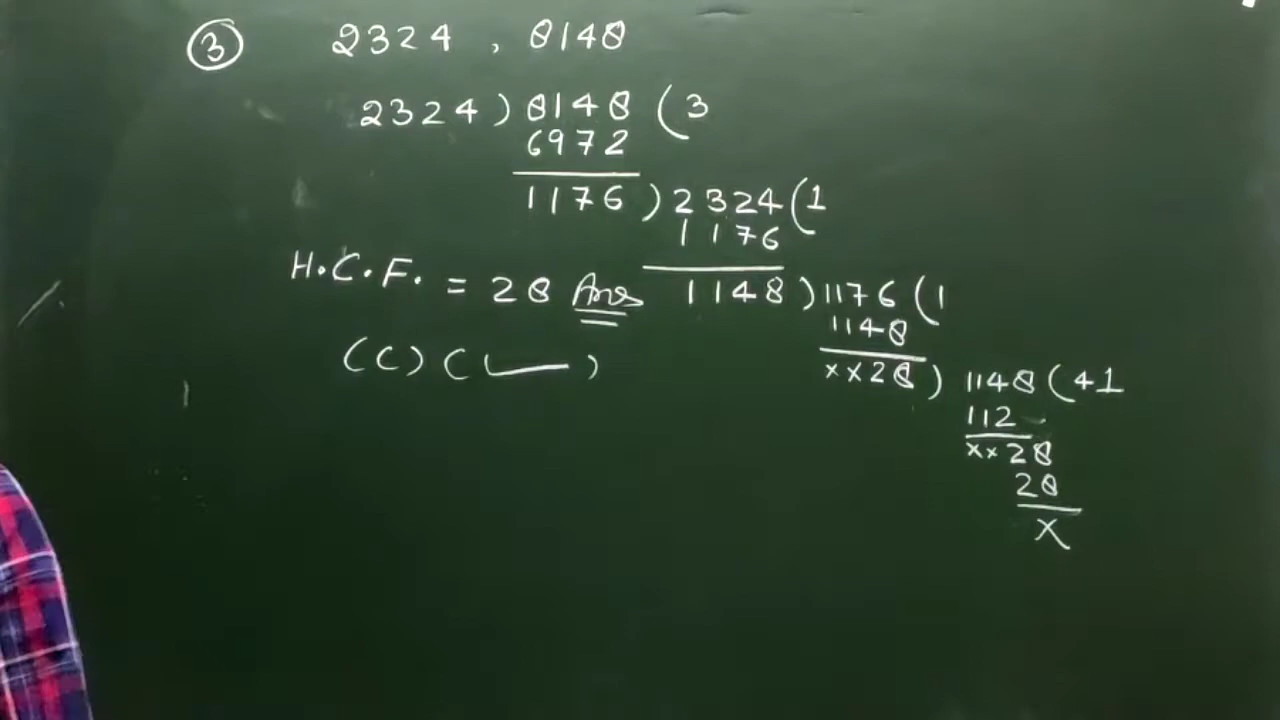 3 2324 , 8148
2324 ) 8148 ( 3
6972
1176 ) 2324 ( 1
1176
H.C.F. = 28 Ans 1148 ) 1176 ( 1
1148
(C) ( ) xx28 ) 1148 ( 41
112
xx28
28
x